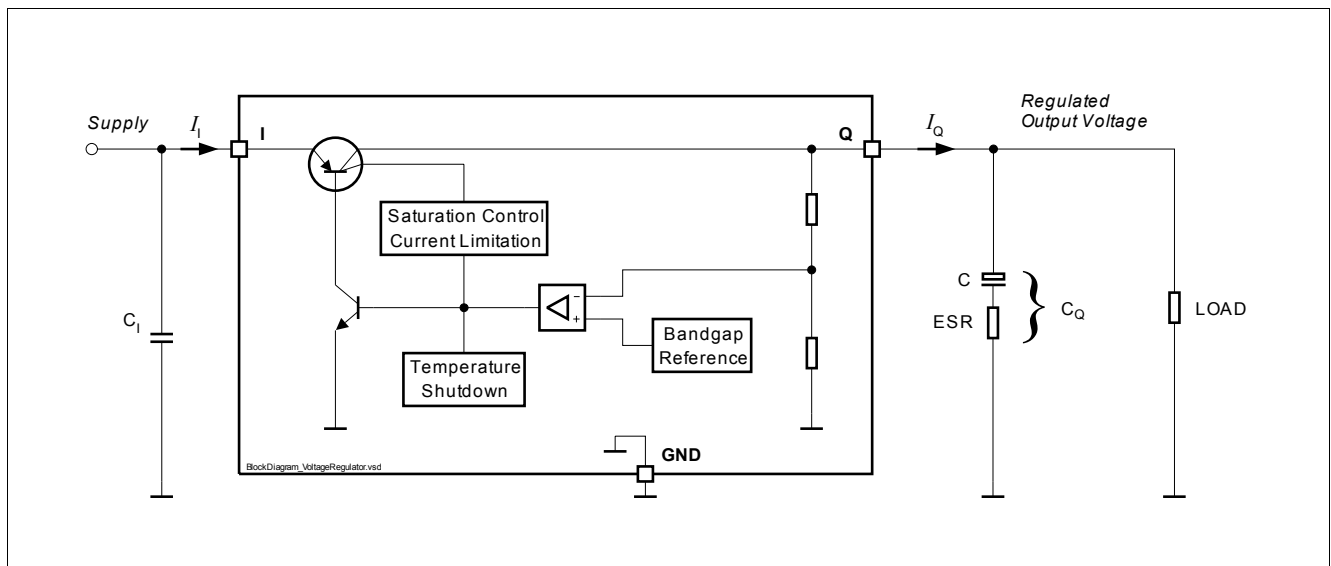 Supply
I_I
I
Q
I_Q
Regulated
Output Voltage
Saturation Control
Current Limitation
C_I
-
+
Bandgap
Reference
Temperature
Shutdown
C
ESR
C_Q
LOAD
GND
BlockDiagram_VoltageRegulator.vsd